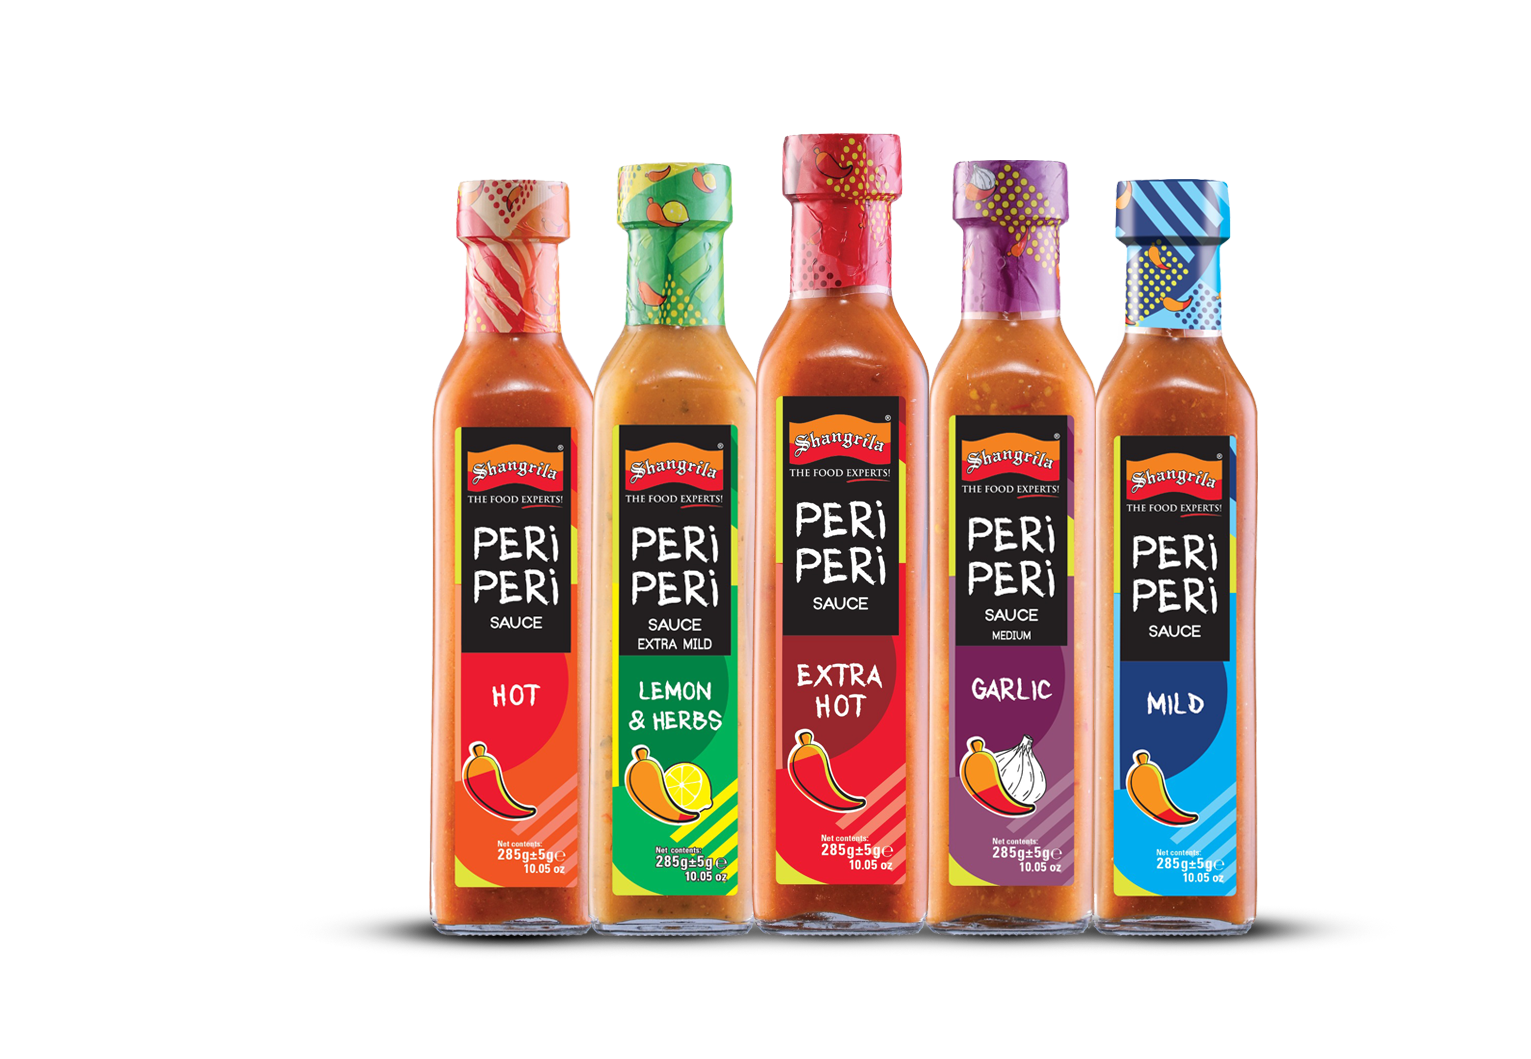 Shangrila ®
THE FOOD EXPERTS!
PERi
PERi
SAUCE
HOT
Net contents:
285g±5g℮
10.05 oz
Shangrila ®
THE FOOD EXPERTS!
PERi
PERi
SAUCE
EXTRA MILD
LEMON
& HERBS
Net contents:
285g±5g℮
10.05 oz
Shangrila ®
THE FOOD EXPERTS!
PERi
PERi
SAUCE
EXTRA
HOT
Net contents:
285g±5g℮
10.05 oz
Shangrila ®
THE FOOD EXPERTS!
PERi
PERi
SAUCE
MEDIUM
GARLIC
Net contents:
285g±5g℮
10.05 oz
Shangrila ®
THE FOOD EXPERTS!
PERi
PERi
SAUCE
MILD
Net contents:
285g±5g℮
10.05 oz